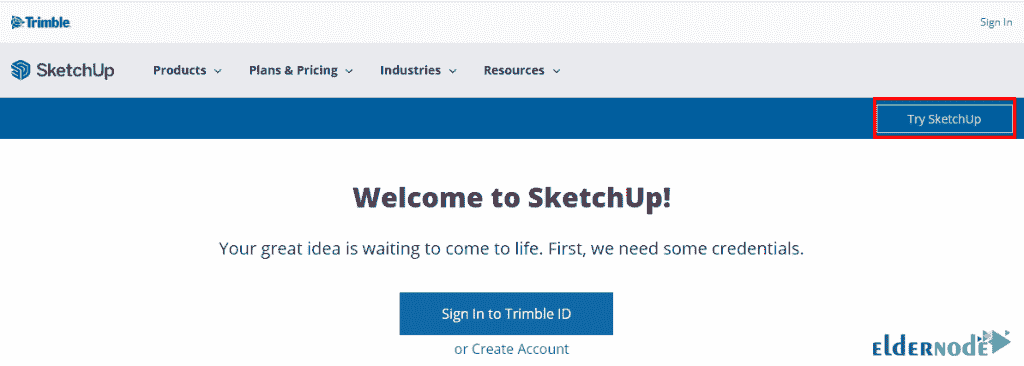 Trimble
Sign In
SketchUp Products Plans & Pricing Industries Resources
Try SketchUp
Welcome to SketchUp!
Your great idea is waiting to come to life. First, we need some credentials.
Sign In to Trimble ID
or Create Account
ELDERNODE